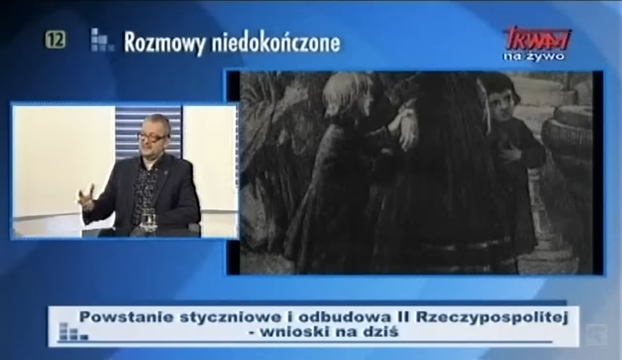 12
Rozmowy niedokończone
TRWAM
na żywo
Powstanie styczniowe i odbudowa II Rzeczypospolitej
- wnioski na dziś